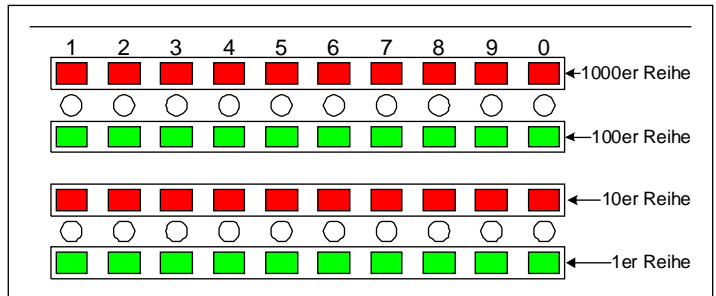 1 2 3 4 5 6 7 8 9 0
1000er Reihe
100er Reihe
10er Reihe
1er Reihe